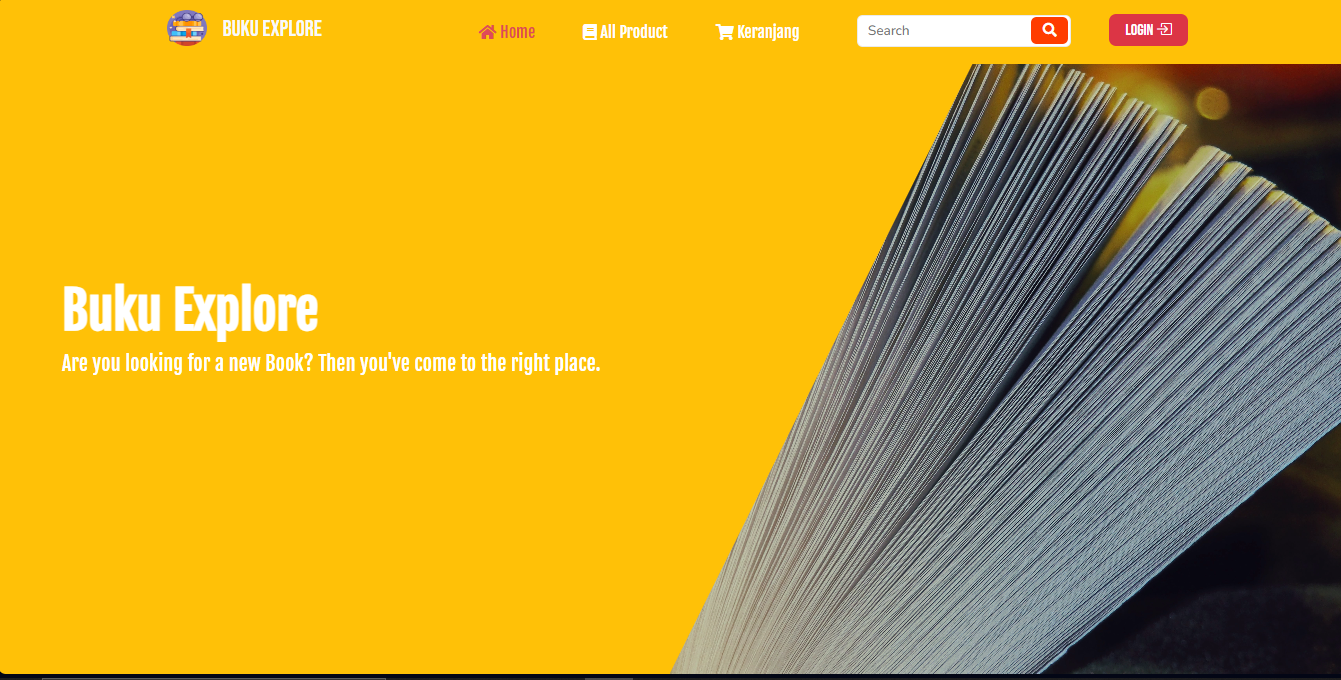 BUKU EXPLORE
Home
All Product
Keranjang
Search
LOGIN
Buku Explore
Are you looking for a new Book? Then you've come to the right place.